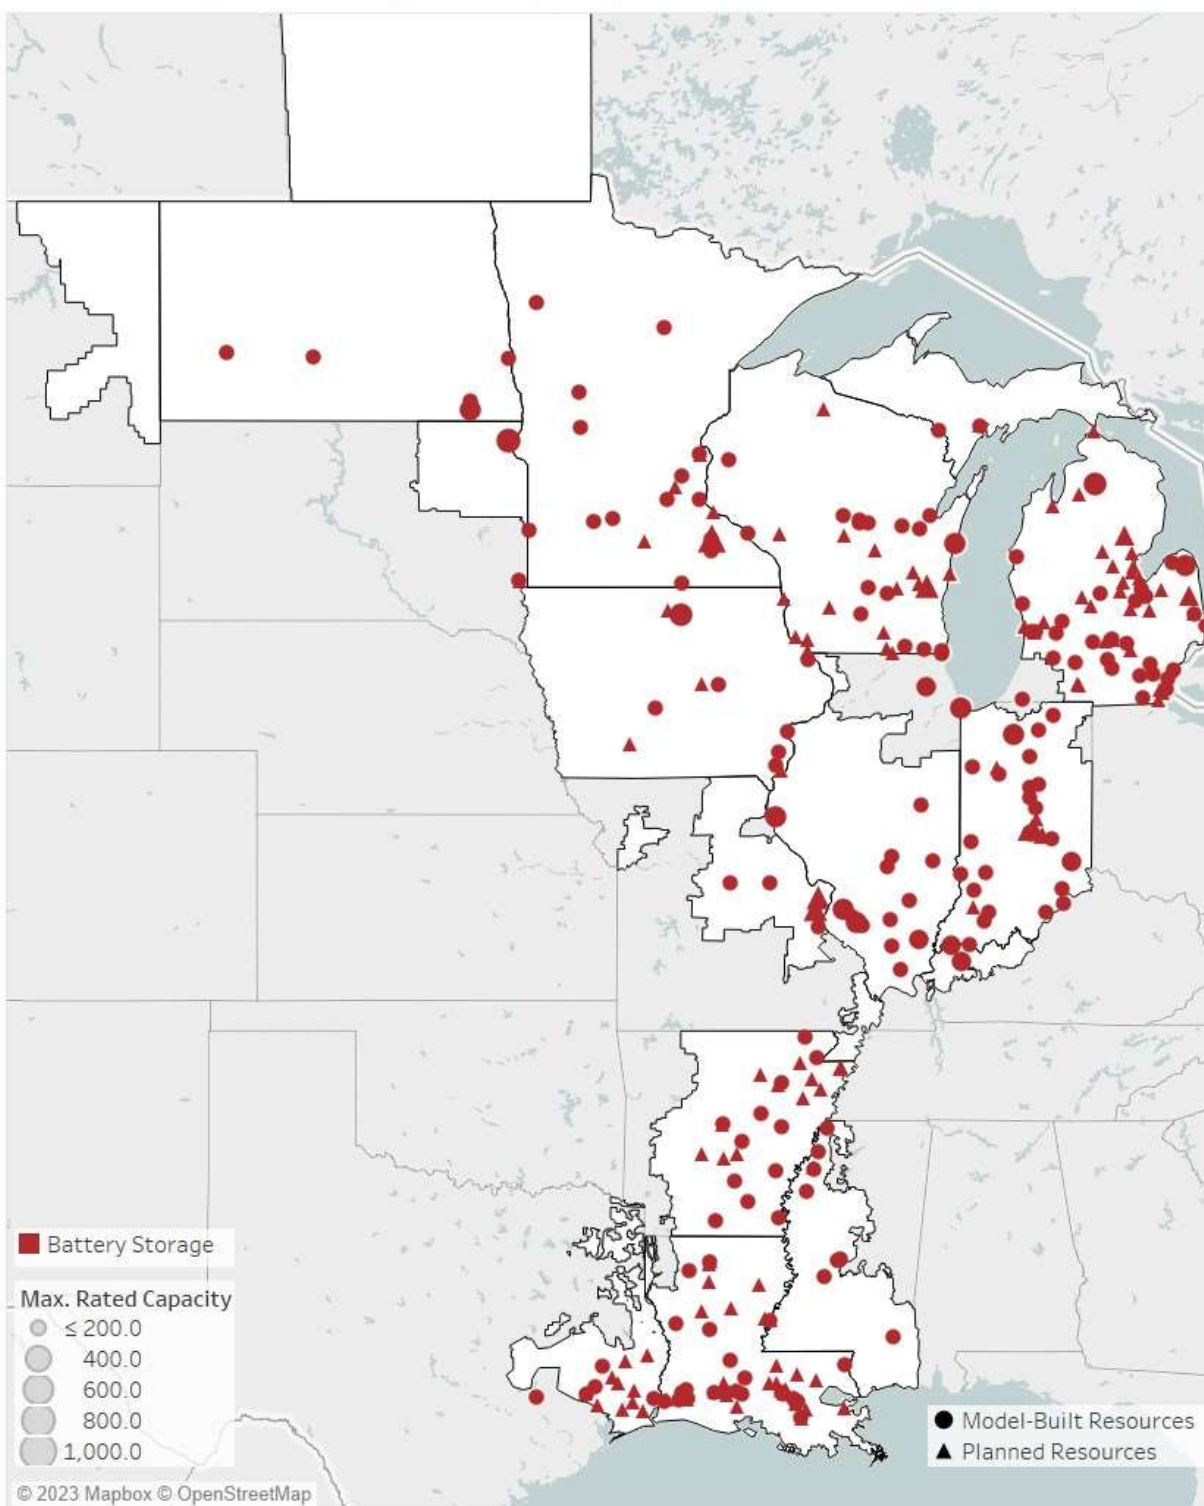 Battery Storage
Max. Rated Capacity
≤ 200.0
400.0
600.0
800.0
1,000.0
Model-Built Resources
Planned Resources
© 2023 Mapbox © OpenStreetMap